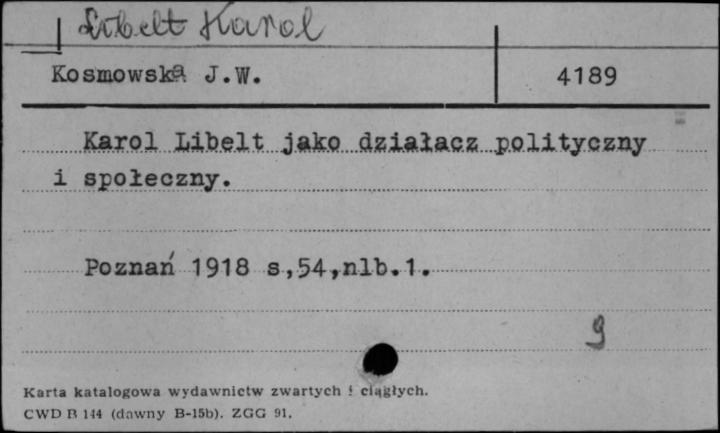 Libelt Karol
Kosmowska J.W. 4189
Karol Libelt jako działacz polityczny
i społeczny.
Poznań 1918 s,54,nlb.1.
9
Karta katalogowa wydawnictw zwartych i ciągłych.
CWD B 144 (dawny B-15b). ZGG 91.